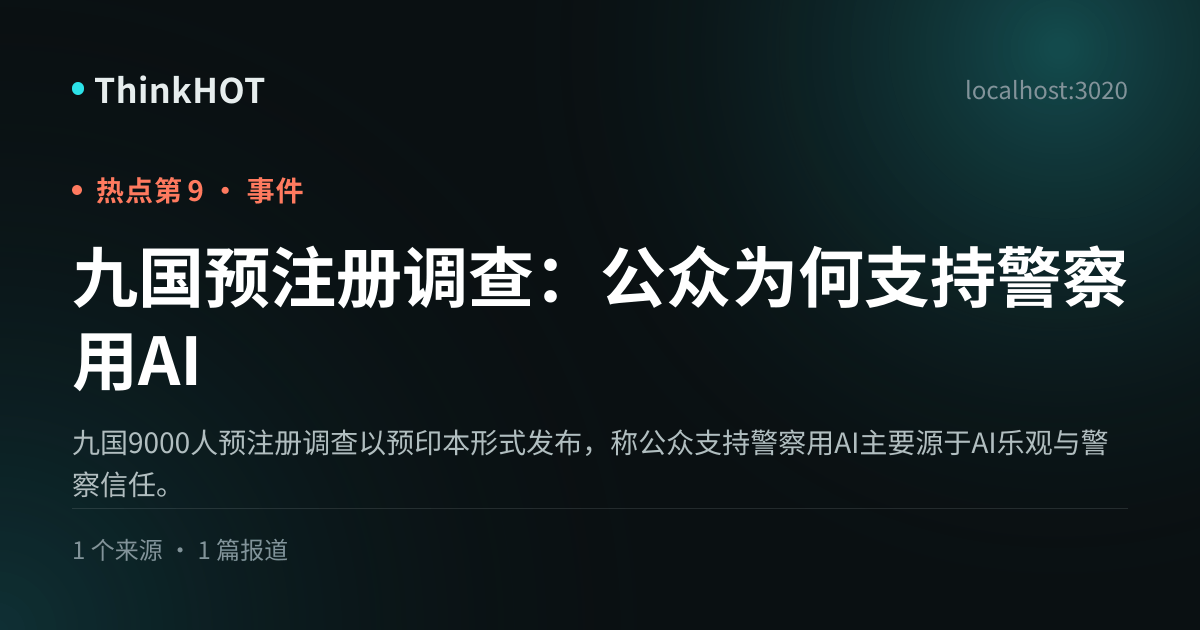 ThinkHOT
localhost:3020
热点第 9 · 事件
九国预注册调查：公众为何支持警察
用AI
九国9000人预注册调查以预印本形式发布，称公众支持警察用AI主要源于AI乐观与警
察信任。
1 个来源 · 1 篇报道